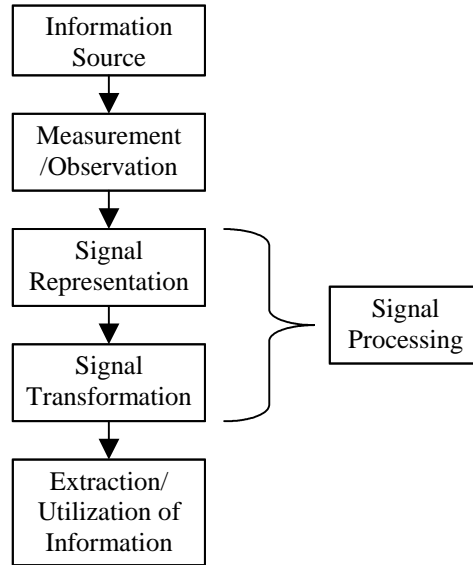 Information
Source
Measurement
/Observation
Signal
Representation
Signal
Transformation
Signal
Processing
Extraction/
Utilization of
Information